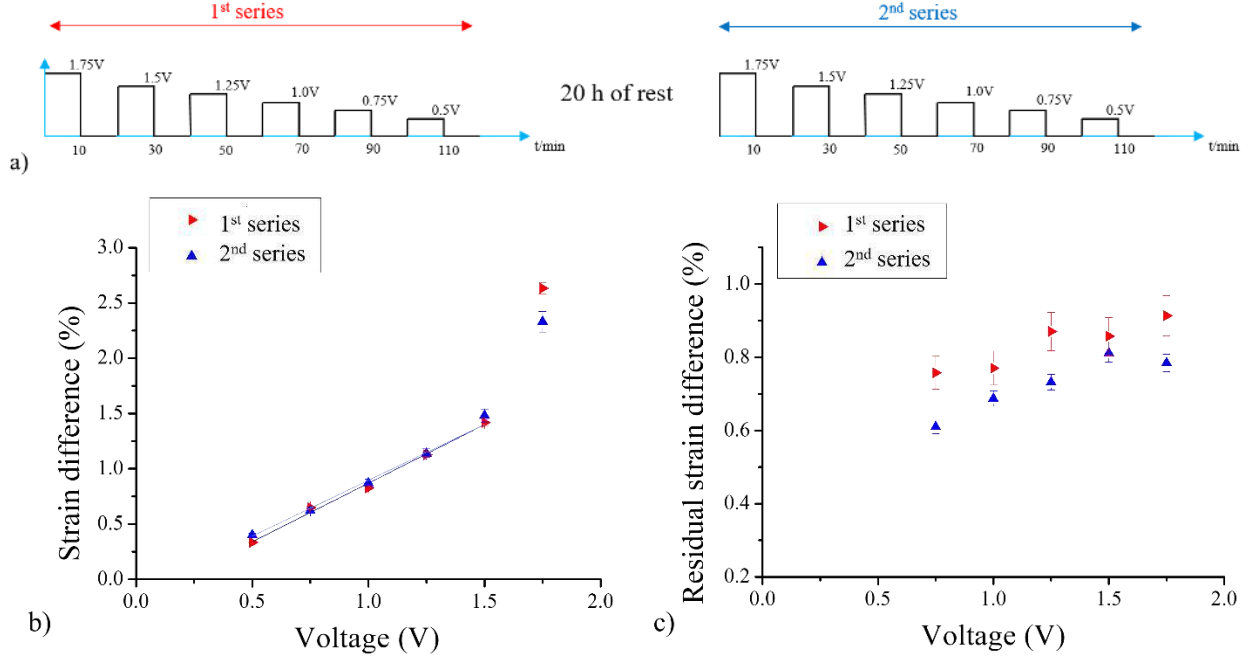 1st series
2nd series
1.75V
1.5V
1.25V
1.0V
0.75V
0.5V
20 h of rest
1.75V
1.5V
1.25V
1.0V
0.75V
0.5V
10
30
50
70
90
110
t/min
10
30
50
70
90
110
t/min
a)
1st series
2nd series
3.0
2.5
2.0
1.5
1.0
0.5
0.0
Strain difference (%)
0.0
0.5
1.0
1.5
2.0
Voltage (V)
b)
1st series
2nd series
1.0
0.8
0.6
0.4
0.2
Residual strain difference (%)
0.0
0.5
1.0
1.5
2.0
Voltage (V)
c)